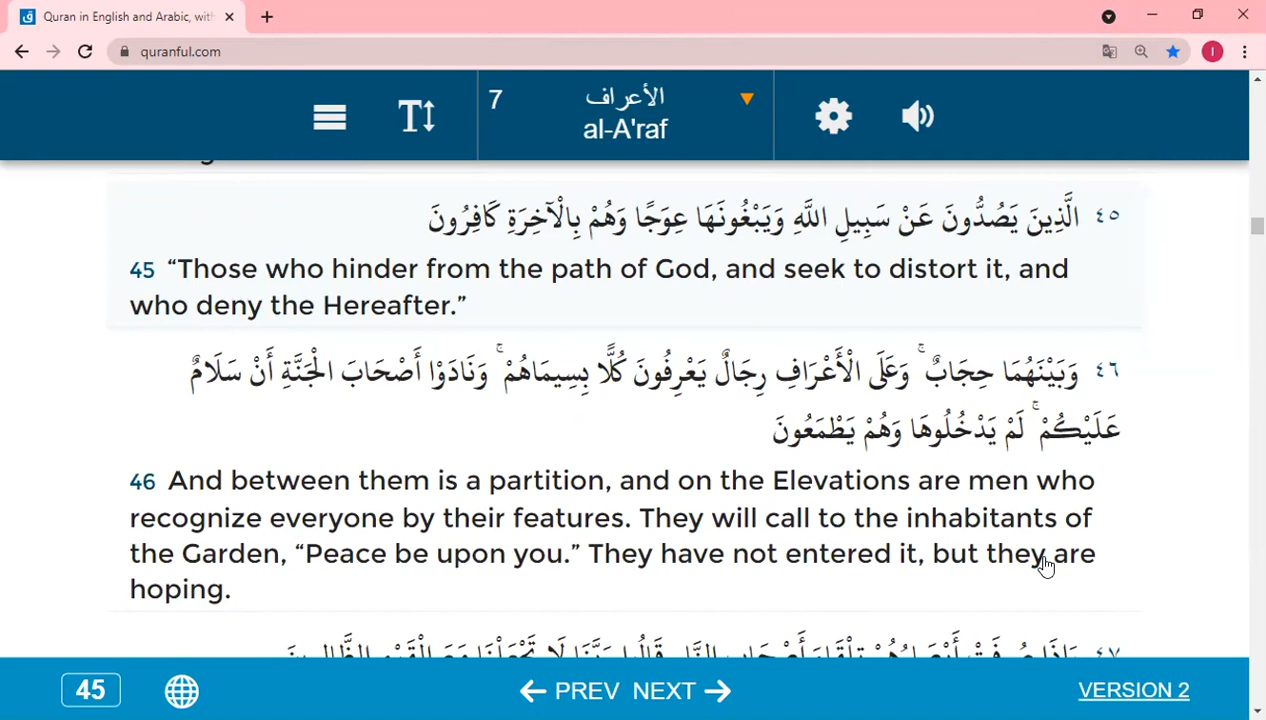 Quran in English and Arabic, with
quranful.com
I
7
الأعراف
al-A'raf
٤٥ الَّذِينَ يَصُدُّونَ عَنْ سَبِيلِ اللَّهِ وَيَبْغُونَهَا عِوَجًا وَهُمْ بِالْآخِرَةِ كَافِرُونَ
45 “Those who hinder from the path of God, and seek to distort it, and
who deny the Hereafter.”
٤٦ وَبَيْنَهُمَا حِجَابٌ ۚ وَعَلَى الْأَعْرَافِ رِجَالٌ يَعْرِفُونَ كُلًّا بِسِيمَاهُمْ ۚ وَنَادَوْا أَصْحَابَ الْجَنَّةِ أَنْ سَلَامٌ
عَلَيْكُمْ ۚ لَمْ يَدْخُلُوهَا وَهُمْ يَطْمَعُونَ
46 And between them is a partition, and on the Elevations are men who
recognize everyone by their features. They will call to the inhabitants of
the Garden, “Peace be upon you.” They have not entered it, but they are
hoping.
45
PREV NEXT
VERSION 2